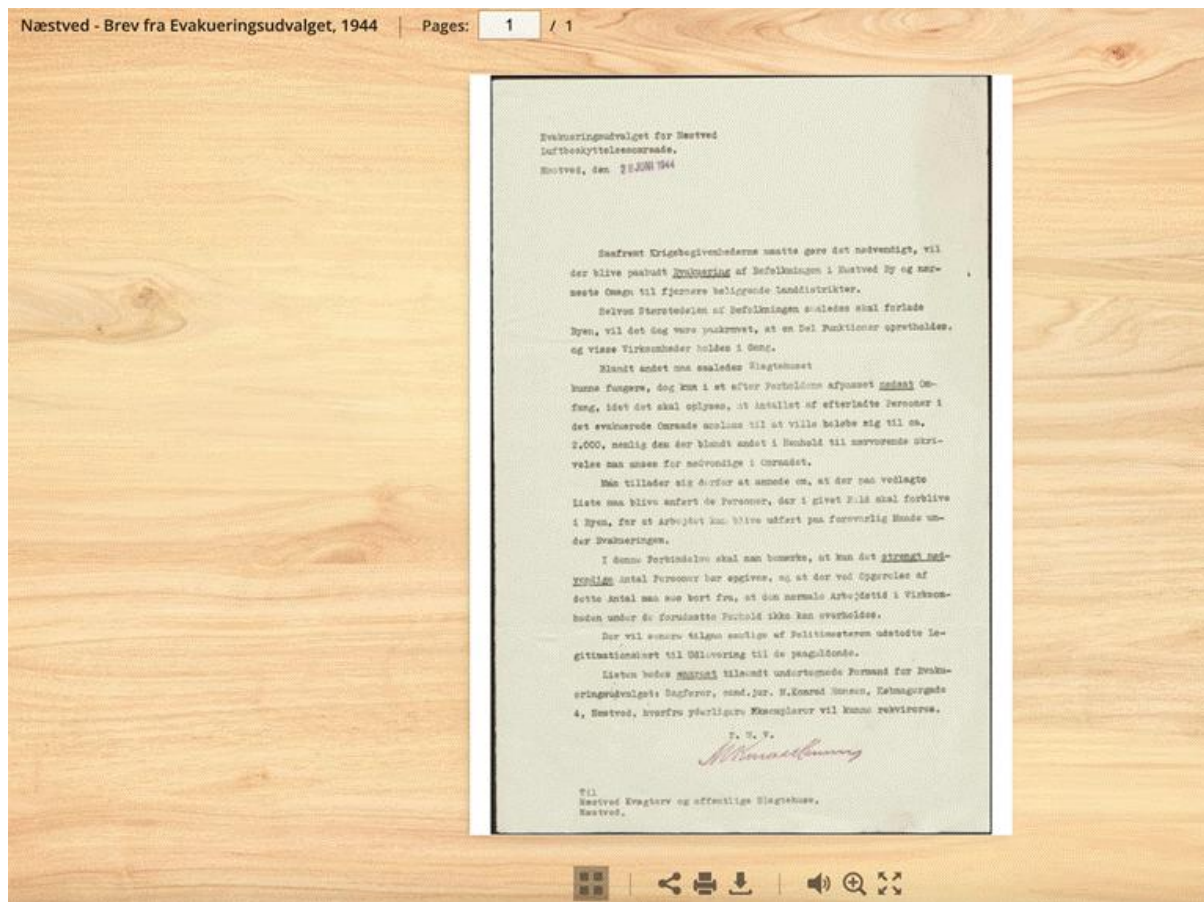 Næstved - Brev fra Evakueringsudvalget, 1944
Pages: 1 / 1
Evakueringsudvalget for Næstved
Luftbeskyttelsesomraade.
Næstved, den 28 JUNI 1944
Saafremt Krigsbegivenhederne maatte gøre det nødvendigt, vil
der blive paabudt Evakuering af Befolkningen i Næstved By og nær-
meste Omegn til fjernere beliggende Landdistrikter.
Selvom Størstedelen af Befolkningen saaledes skal forlade
Byen, vil det dog være paakrævet, at en Del Funktioner opretholdes,
og visse Virksomheder holdes i Gang.
Blandt andet maa saaledes Slagtehuset
kunne fungere, dog kun i et efter Forholdene afpasset nedsat Om-
fang, idet det skal oplyses, at Antallet af efterladte Personer i
det evakuerede Omraade anslaas til at ville beløbe sig til ca.
2.000, nemlig dem der blandt andet i Henhold til nærværende Skri-
velse man anses for nødvendige i Omraadet.
Man tillader sig derfor at anmode om, at der paa vedlagte
Liste maa blive anført de Personer, der i givet Fald skal forblive
i Byen, for at Arbejdet kan blive udført paa forsvarlig Maade un-
der Evakueringen.
I denne Forbindelse skal man bemærke, at kun det strengt nød-
vendige Antal Personer bør opgives, og at der ved Opgørelse af
dette Antal maa ses bort fra, at den normale Arbejdstid i Virksom-
heden under de forudsatte Forhold ikke kan overholdes.
Der vil senere tilgaa samtlige af Politimesteren udstedte Le-
gitimationskort til Udlevering til de paagældende.
Listen bedes snarest tilsendt undertegnede Formand for Evaku-
eringsudvalget: Sagfører, cand.jur. N.Konrad Hansen, Købmagergade
4, Næstved, hvorfra yderligere Eksemplarer vil kunne rekvireres.
P. U. V.
Til
Næstved Kvægtorv og offentlige Slagtehuse,
Næstved.